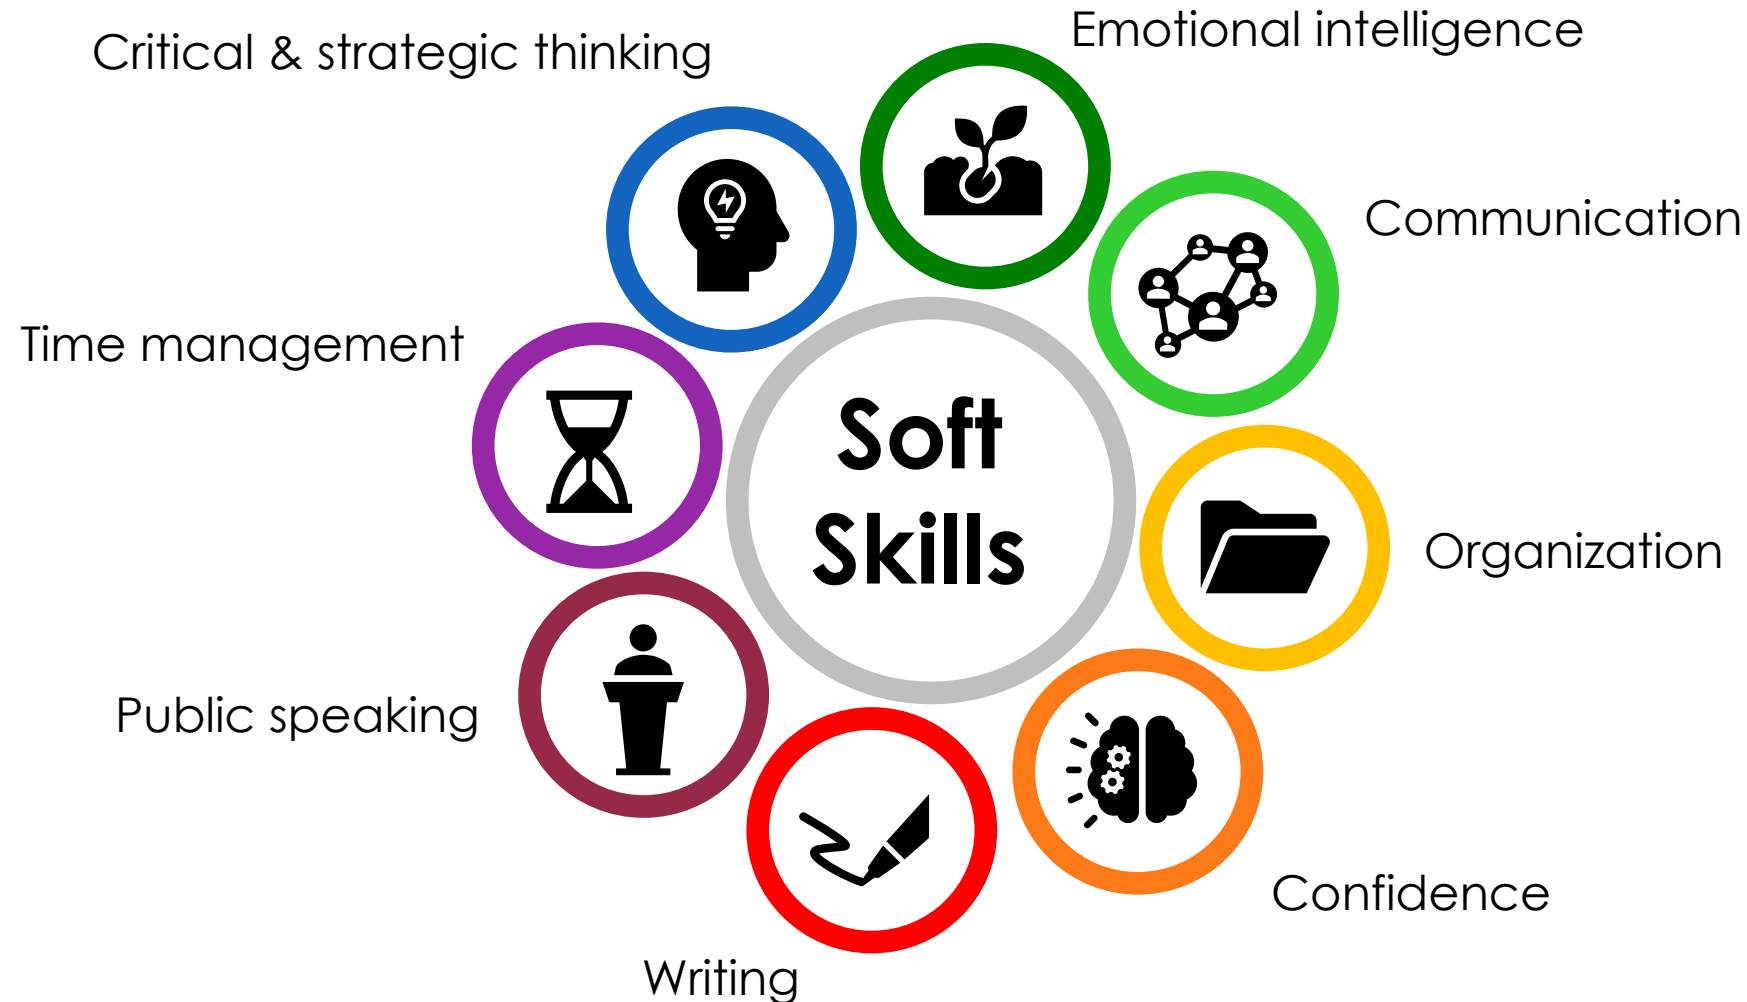 Critical & strategic thinking
Emotional intelligence
Communication
Time management
Soft
Skills
Organization
Public speaking
Confidence
Writing